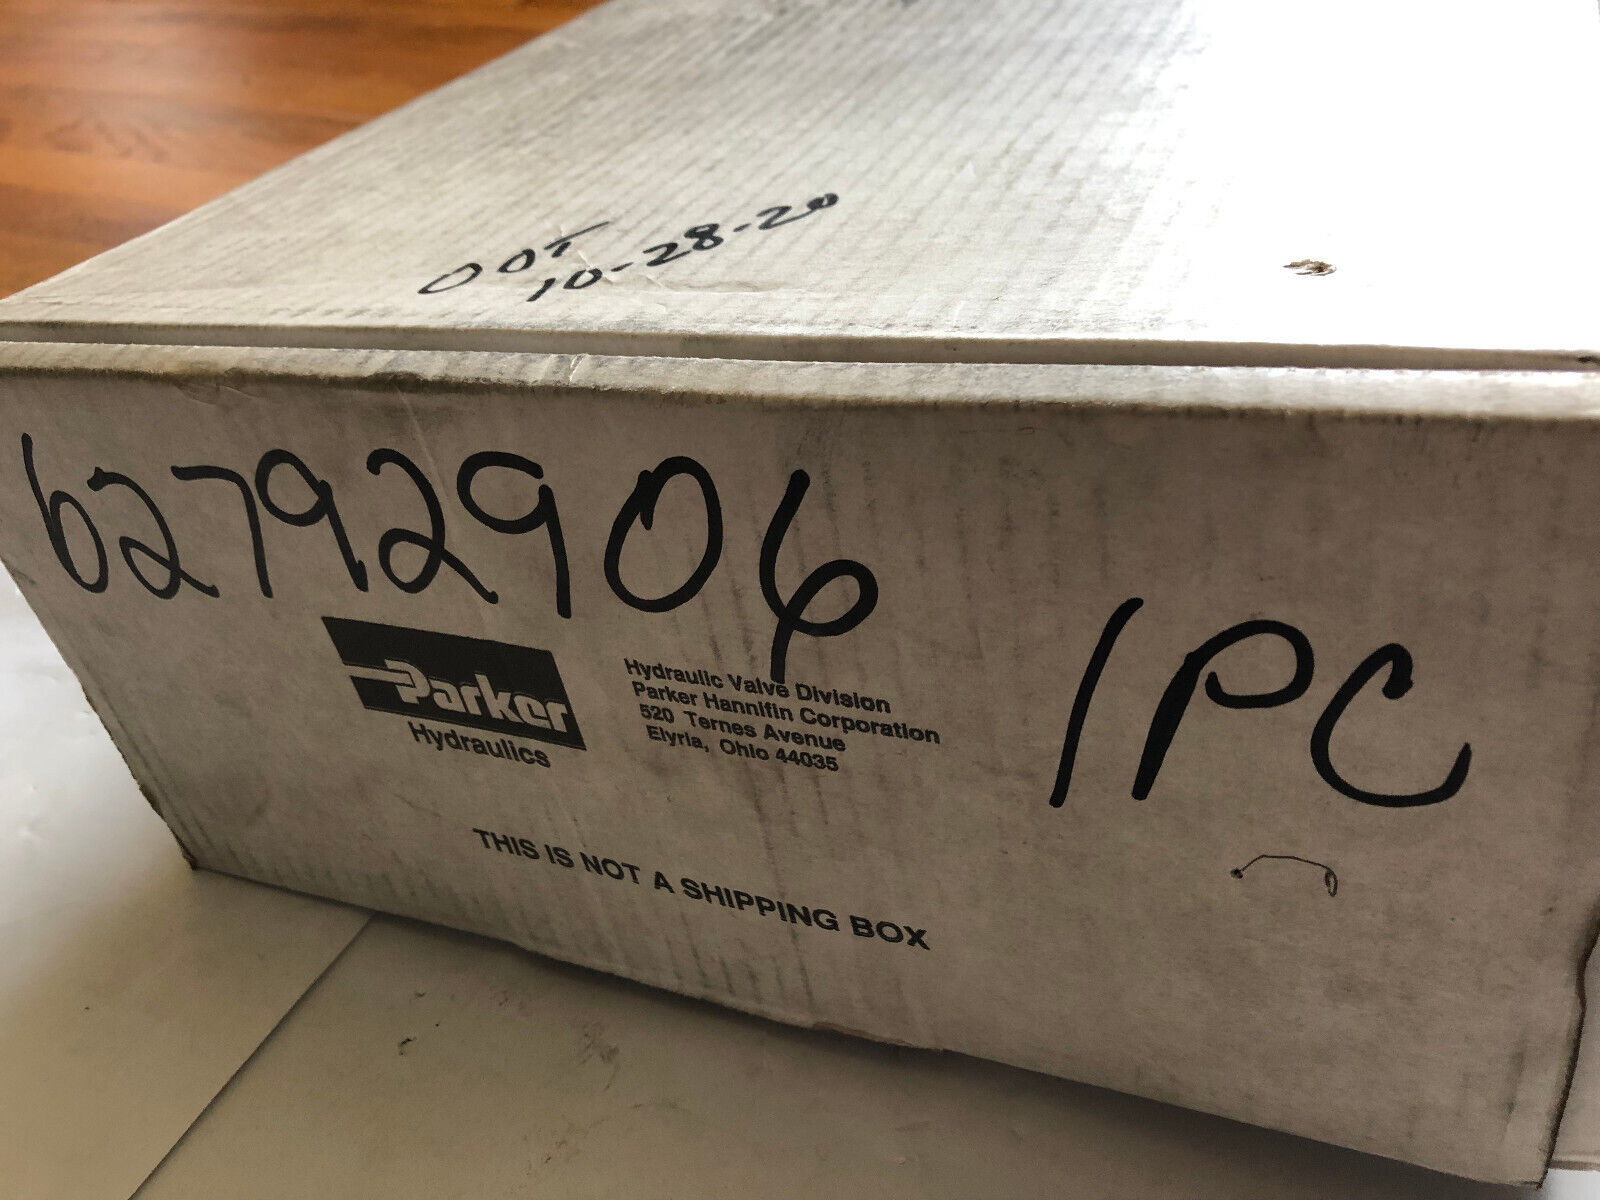 OOT
10-28-20
62792906
1PC
Parker
Hydraulics
Hydraulic Valve Division
Parker Hannifin Corporation
520 Ternes Avenue
Elyria, Ohio 44035
THIS IS NOT A SHIPPING BOX